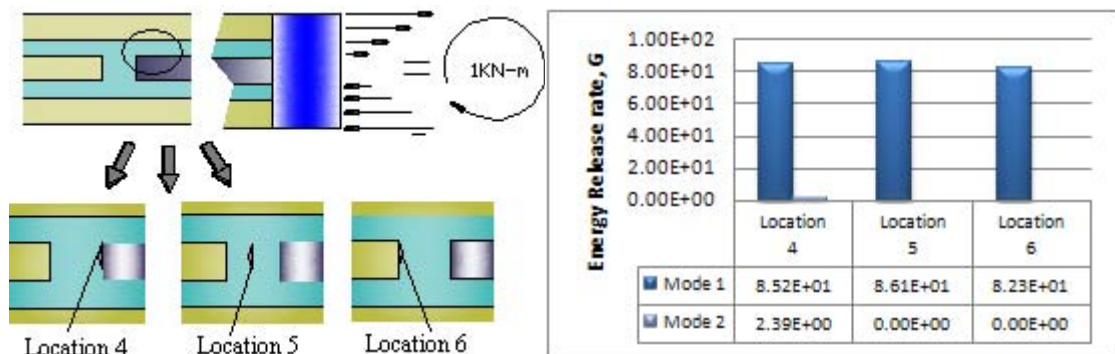 1KN-m
Location 4
Location 5
Location 6
Energy Release rate, G
1.00E+02
8.00E+01
6.00E+01
4.00E+01
2.00E+01
0.00E+00
Location 4
Location 5
Location 6
Mode 1 8.52E+01 8.61E+01 8.23E+01
Mode 2 2.39E+00 0.00E+00 0.00E+00